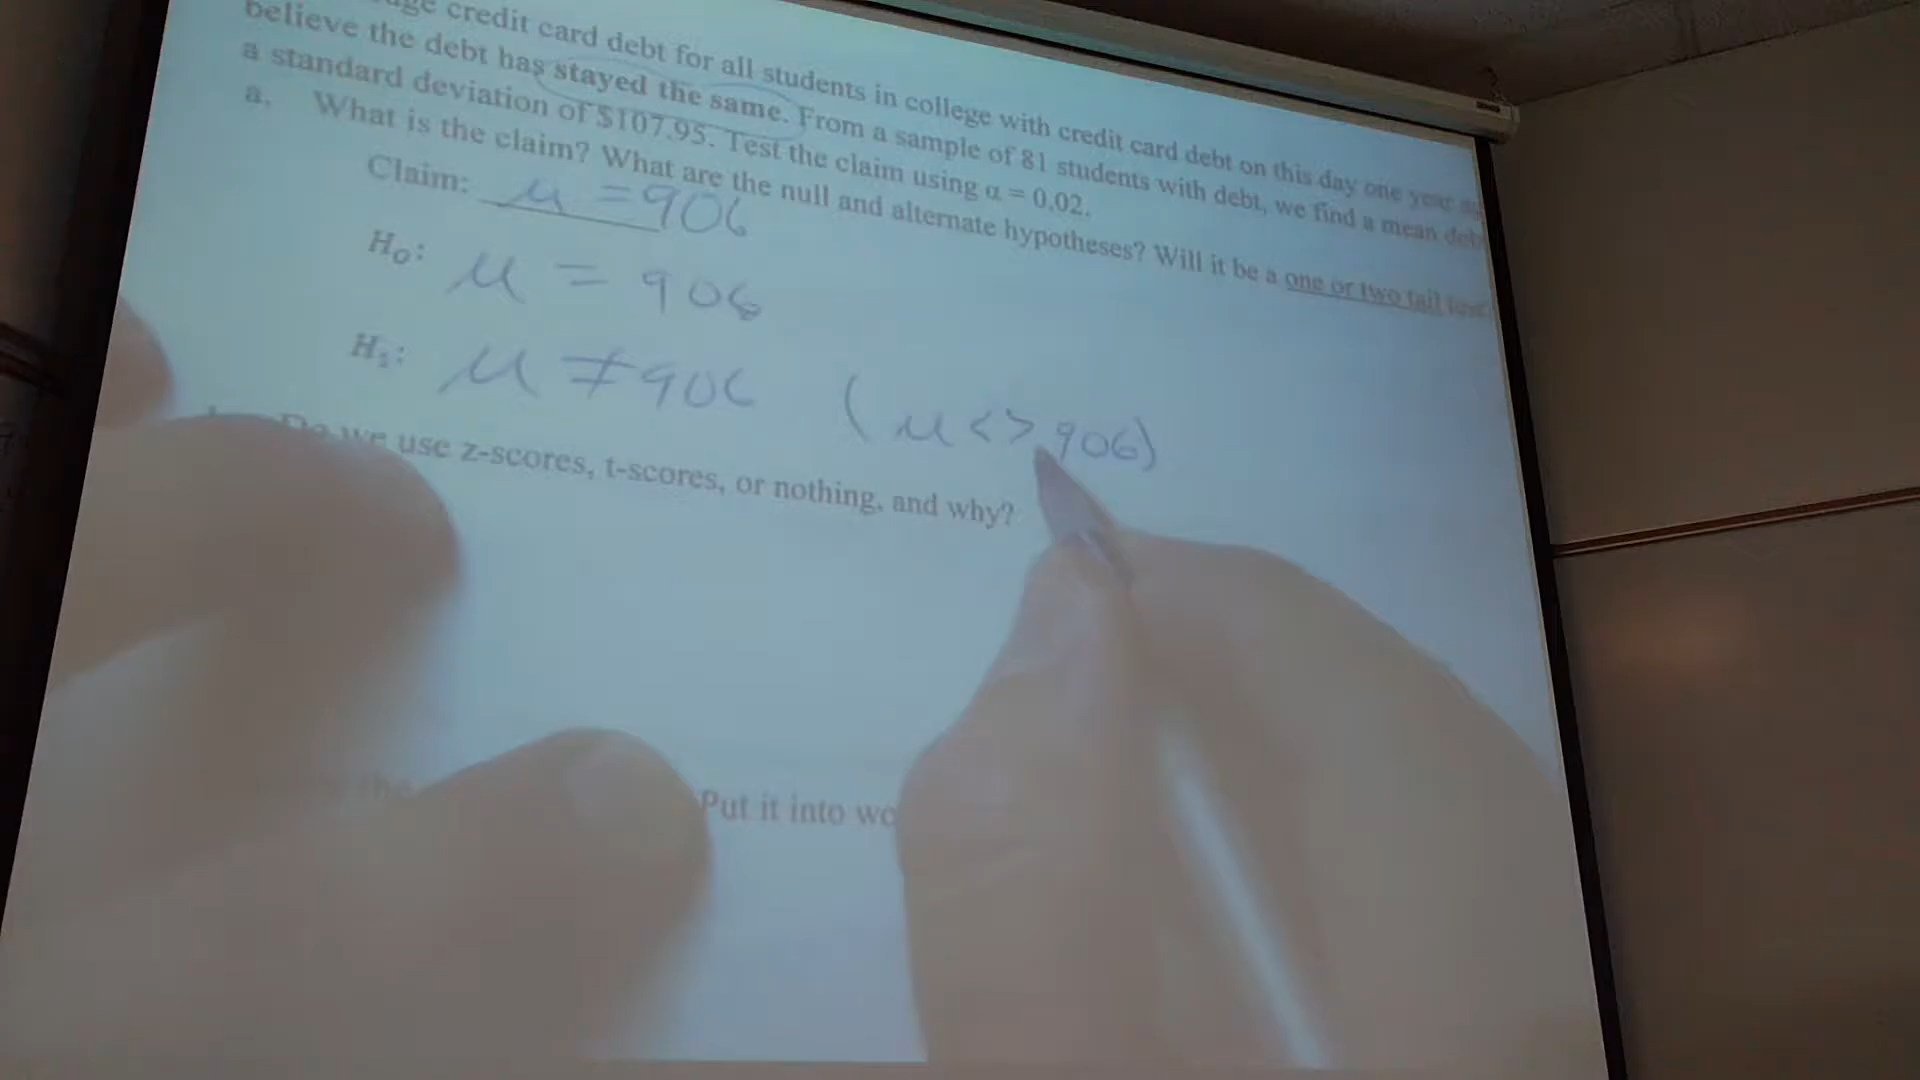 credit card debt for all students in college with credit card debt on this day one year
believe the debt has stayed the same. From a sample of 81 students with debt, we find a mean debt
a standard deviation of $107.95. Test the claim using α = 0.02.
a. What is the claim? What are the null and alternate hypotheses? Will it be a one or two tail test
Claim: μ = 906
H₀: μ = 906
H₁: μ ≠ 906 (μ <> 906)
we use z-scores, t-scores, or nothing, and why?
Put it into